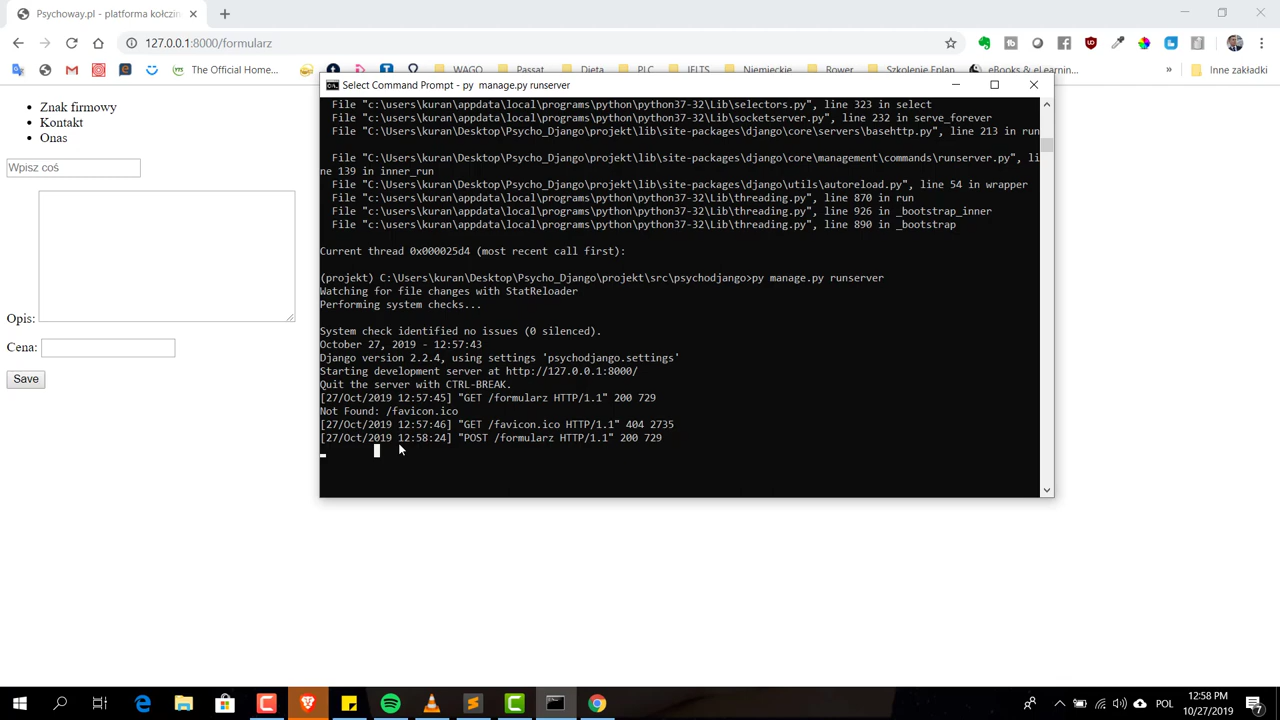 Psychoway.pl - platforma kołczin
127.0.0.1:8000/formularz
The Official Home...
WAGO
Passat
Dieta
PLC
IELTS
Niemieckie
Rower
Szkolenie Eplan
eBooks & eLearnin...
»
Inne zakładki
Znak firmowy
Kontakt
Onas
Wpisz coś
Opis:
Cena:
Save
Select Command Prompt - py  manage.py runserver
File "c:\users\kuran\appdata\local\programs\python\python37-32\Lib\selectors.py", line 323 in select
File "c:\users\kuran\appdata\local\programs\python\python37-32\Lib\socketserver.py", line 232 in serve_forever
File "C:\Users\kuran\Desktop\Psycho_Django\projekt\lib\site-packages\django\core\servers\basehttp.py", line 213 in run
File "C:\Users\kuran\Desktop\Psycho_Django\projekt\lib\site-packages\django\core\management\commands\runserver.py", li
ne 139 in inner_run
File "C:\Users\kuran\Desktop\Psycho_Django\projekt\lib\site-packages\django\utils\autoreload.py", line 54 in wrapper
File "c:\users\kuran\appdata\local\programs\python\python37-32\Lib\threading.py", line 870 in run
File "c:\users\kuran\appdata\local\programs\python\python37-32\Lib\threading.py", line 926 in _bootstrap_inner
File "c:\users\kuran\appdata\local\programs\python\python37-32\Lib\threading.py", line 890 in _bootstrap
Current thread 0x000025d4 (most recent call first):
(projekt) C:\Users\kuran\Desktop\Psycho_Django\projekt\src\psychodjango>py manage.py runserver
Watching for file changes with StatReloader
Performing system checks...
System check identified no issues (0 silenced).
October 27, 2019 - 12:57:43
Django version 2.2.4, using settings 'psychodjango.settings'
Starting development server at http://127.0.0.1:8000/
Quit the server with CTRL-BREAK.
[27/Oct/2019 12:57:45] "GET /formularz HTTP/1.1" 200 729
Not Found: /favicon.ico
[27/Oct/2019 12:57:46] "GET /favicon.ico HTTP/1.1" 404 2735
[27/Oct/2019 12:58:24] "POST /formularz HTTP/1.1" 200 729
POL
12:58 PM
10/27/2019
7